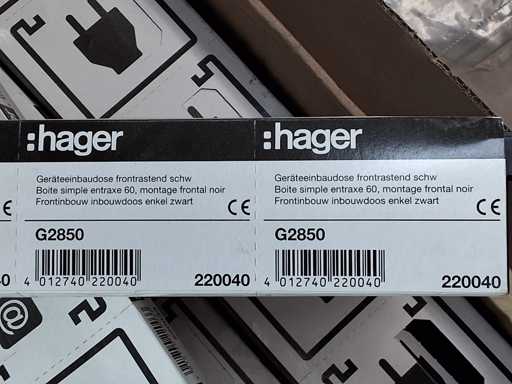 :hager
Geräteeinbaudose frontrastend schw
Boite simple entraxe 60, montage frontal noir
Frontinbouw inbouwdoos enkel zwart
CE
G2850
4 012740 220040
220040
:hager
Geräteeinbaudose frontrastend schw
Boite simple entraxe 60, montage frontal noir
Frontinbouw inbouwdoos enkel zwart
CE
G2850
4 012740 220040
220040